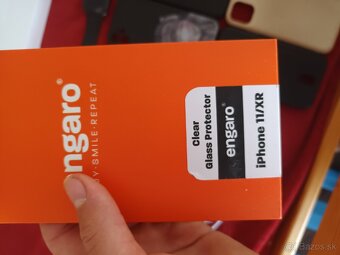 engaro®
Y·SMILE·REPEAT
Clear
Glass Protector
engaro®
iPhone 11/XR
bazos.sk